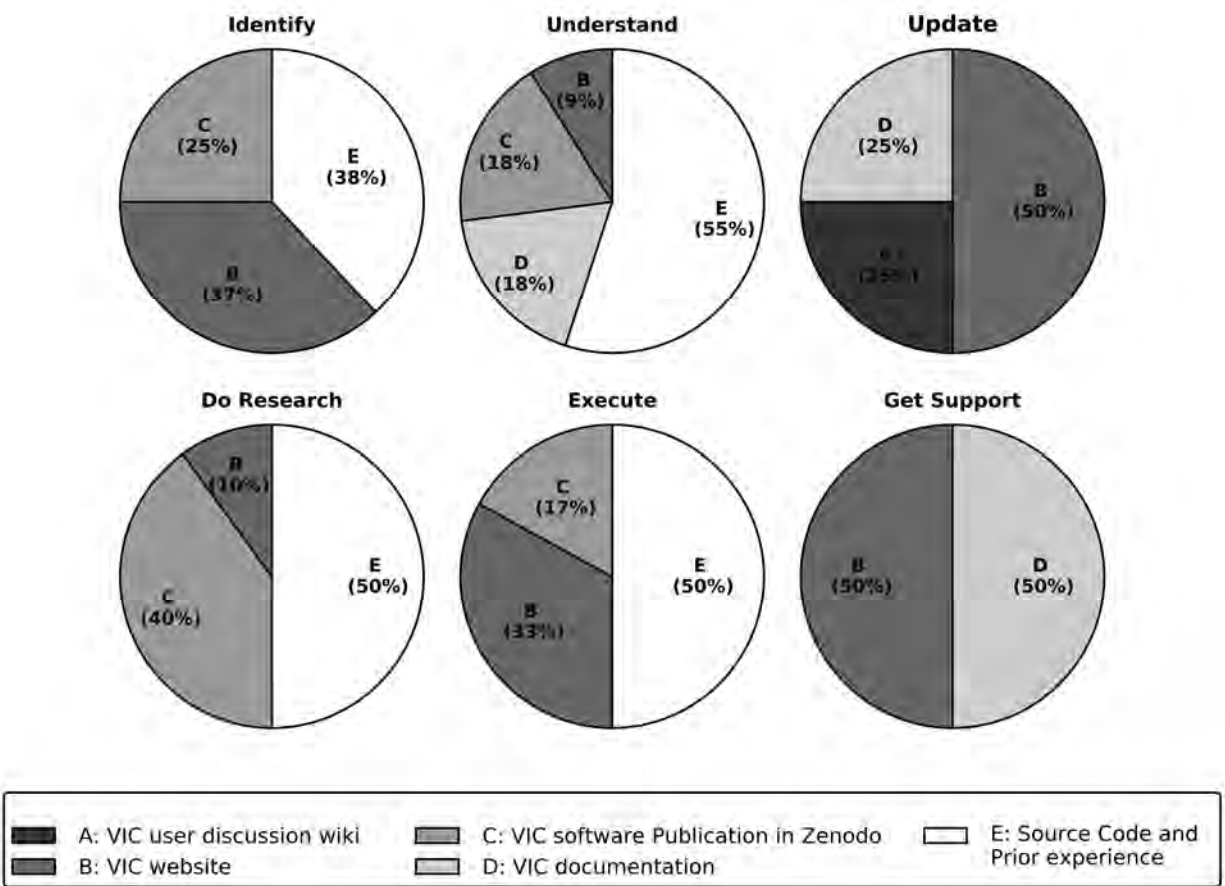 Identify
Understand
Update
C
(25%)
E
(38%)
B
(37%)
B
(9%)
C
(18%)
D
(18%)
E
(55%)
D
(25%)
B
(50%)
A
(25%)
Do Research
Execute
Get Support
B
(10%)
C
(40%)
E
(50%)
C
(17%)
B
(33%)
E
(50%)
B
(50%)
D
(50%)
A: VIC user discussion wiki
B: VIC website
C: VIC software Publication in Zenodo
D: VIC documentation
E: Source Code and
Prior experience